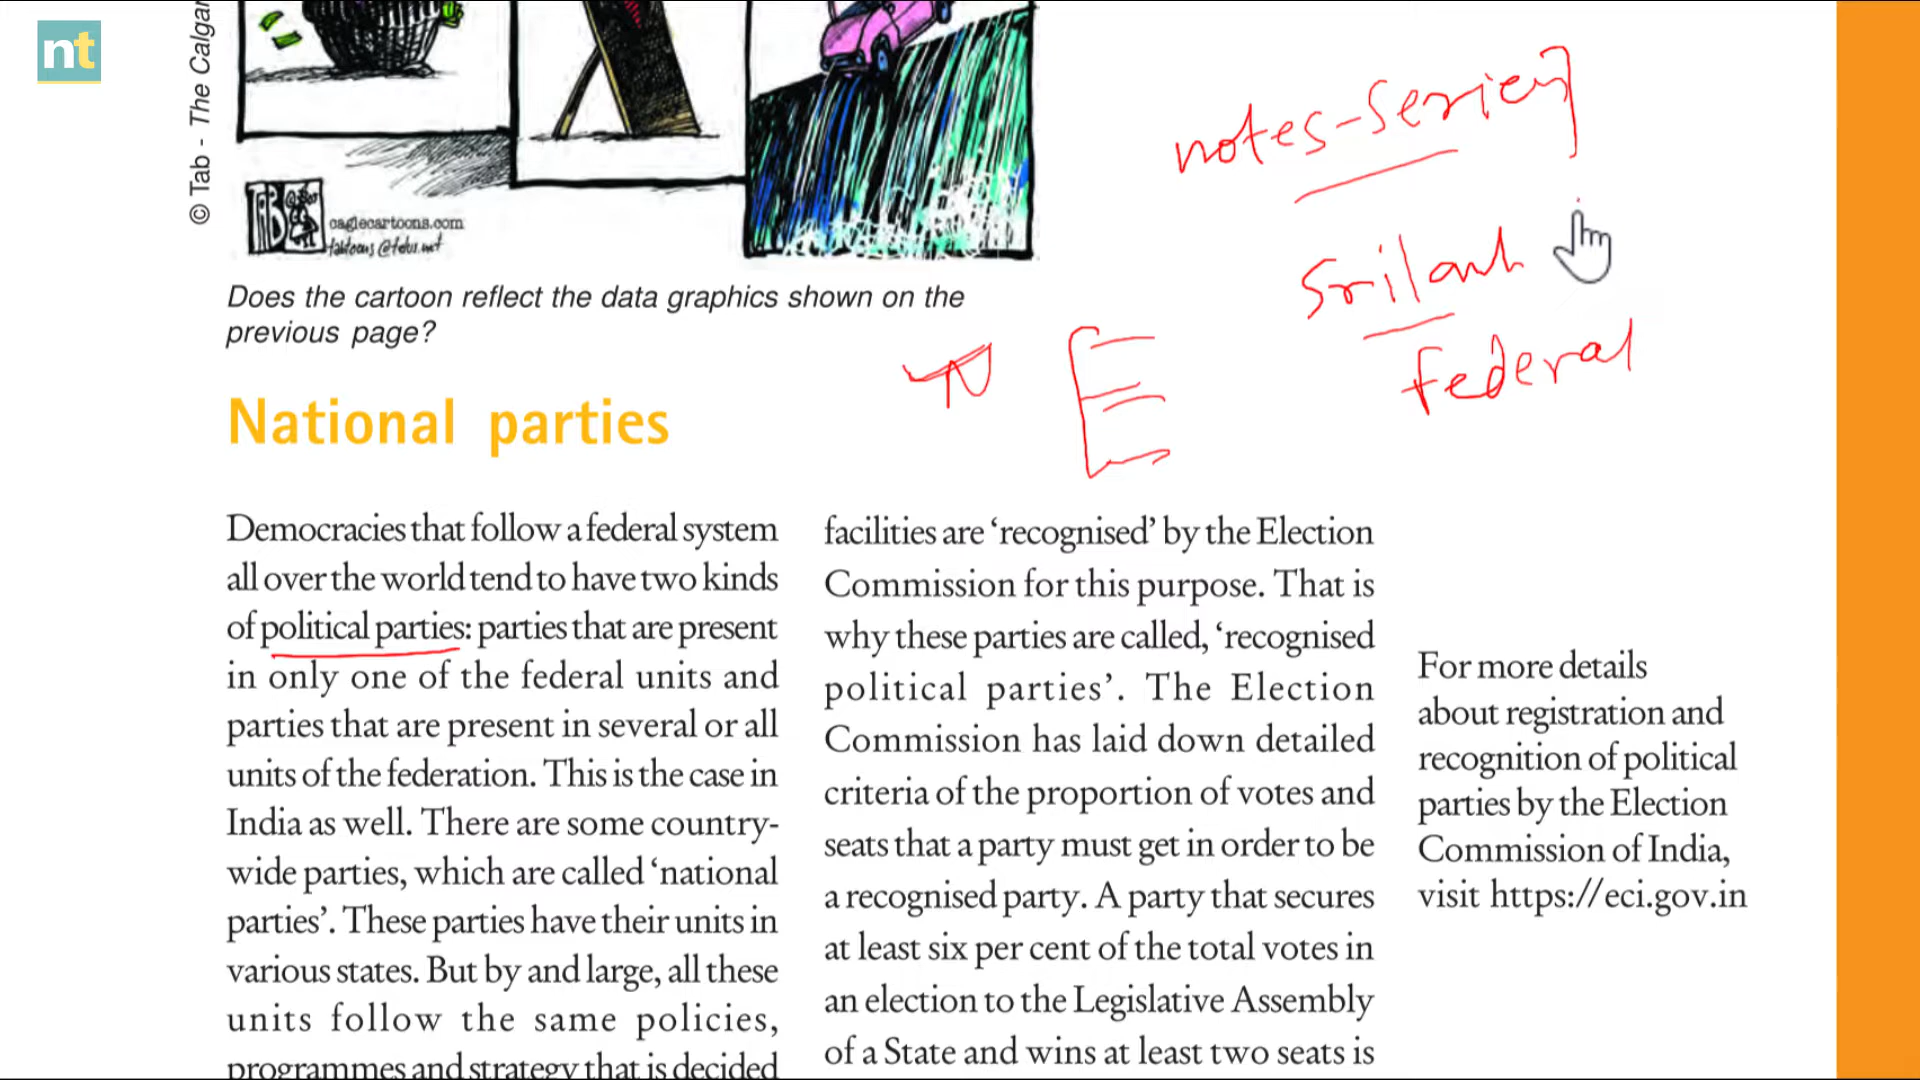 nt
© Tab - The Calgar
caglecartoons.com
notes-series
Srilank
federal
Does the cartoon reflect the data graphics shown on the
previous page?
National parties
Democracies that follow a federal system
all over the world tend to have two kinds
of political parties: parties that are present
in only one of the federal units and
parties that are present in several or all
units of the federation. This is the case in
India as well. There are some country-
wide parties, which are called ‘national
parties’. These parties have their units in
various states. But by and large, all these
units follow the same policies,
programmes and strategy that is decided
facilities are ‘recognised’ by the Election
Commission for this purpose. That is
why these parties are called, ‘recognised
political parties’. The Election
Commission has laid down detailed
criteria of the proportion of votes and
seats that a party must get in order to be
a recognised party. A party that secures
at least six per cent of the total votes in
an election to the Legislative Assembly
of a State and wins at least two seats is
For more details
about registration and
recognition of political
parties by the Election
Commission of India,
visit https://eci.gov.in